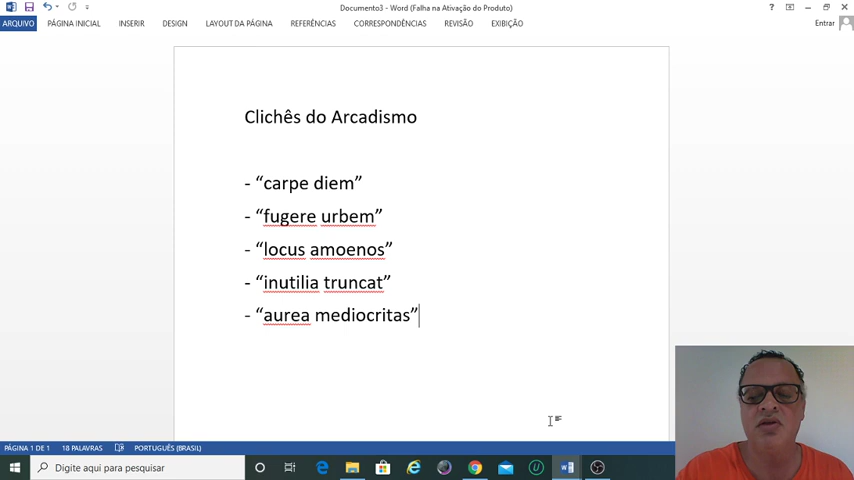 Documento3 - Word (Falha na Ativação do Produto)
ARQUIVO PÁGINA INICIAL INSERIR DESIGN LAYOUT DA PÁGINA REFERÊNCIAS CORRESPONDÊNCIAS REVISÃO EXIBIÇÃO Entrar
Clichês do Arcadismo
- “carpe diem”
- “fugere urbem”
- “locus amoenos”
- “inutilia truncat”
- “aurea mediocritas”
PÁGINA 1 DE 1 18 PALAVRAS PORTUGUÊS (BRASIL)
Digite aqui para pesquisar